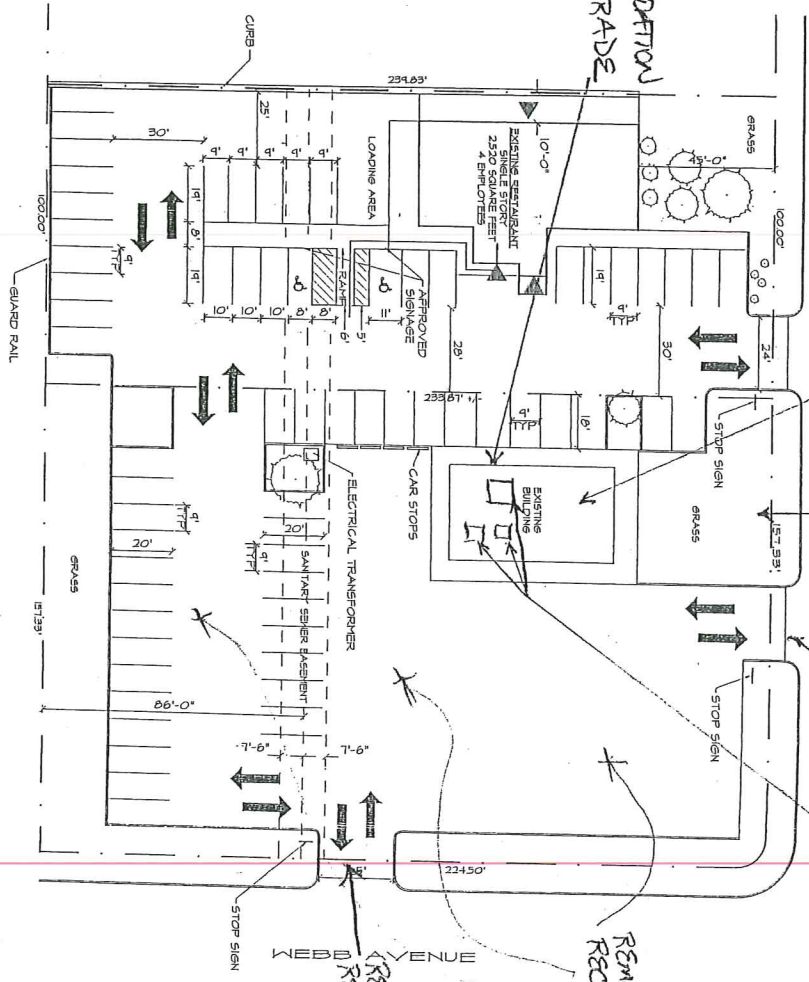 DATION
RADE
CURB
239.83'
GRASS
45'-0"
100.00'
25'
30'
9'
9'
9'
9'
9'
LOADING AREA
10'-0"
EXISTING RESTAURANT
SINGLE STORY
2,520 SQUARE FEET
4 EMPLOYEES
19'
8'
19'
100.00'
9'
TYP
GUARD RAIL
10'
10'
10'
8'
8'
RAMP
6'
5'
11'
APPROVED
SIGNAGE
19'
9'
TYP
28'
30'
24'
233.87' +/-
9'
TYP
18'
STOP SIGN
CAR STOPS
EXISTING
BUILDING
GRASS
157.33'
ELECTRICAL TRANSFORMER
20'
9'
TYP
20'
9'
TYP
SANITARY SEWER EASEMENT
GRASS
157.33'
86'-0"
7'-6"
7'-6"
STOP SIGN
224.50'
STOP SIGN
WEBB AVENUE
REM
REC
RE